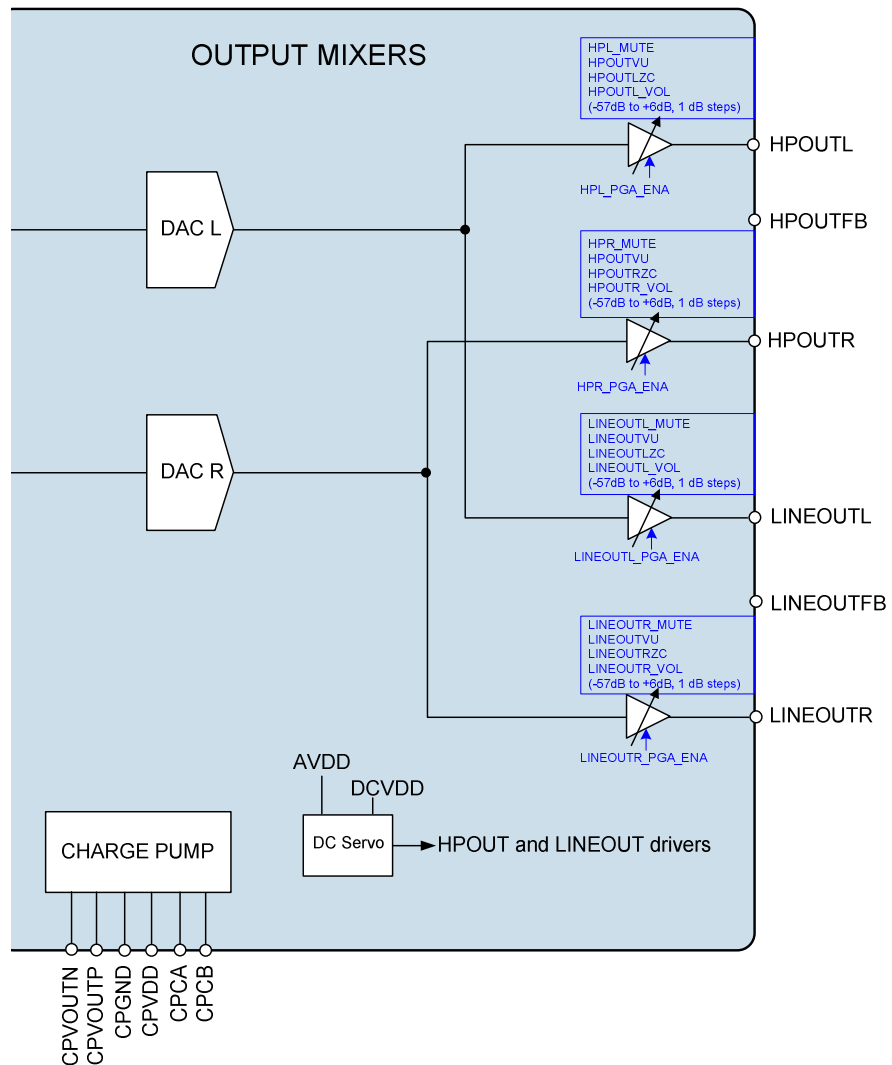 OUTPUT MIXERS
HPL_MUTE
HPOUTVU
HPOUTLZC
HPOUTL_VOL
(-57dB to +6dB, 1 dB steps)
HPOUTL
HPL_PGA_ENA
DAC L
HPOUTFB
HPR_MUTE
HPOUTVU
HPOUTRZC
HPOUTR_VOL
(-57dB to +6dB, 1 dB steps)
HPOUTR
HPR_PGA_ENA
LINEOUTL_MUTE
LINEOUTVU
LINEOUTLZC
LINEOUTL_VOL
(-57dB to +6dB, 1 dB steps)
DAC R
LINEOUTL
LINEOUTL_PGA_ENA
LINEOUTFB
LINEOUTR_MUTE
LINEOUTVU
LINEOUTRZC
LINEOUTR_VOL
(-57dB to +6dB, 1 dB steps)
LINEOUTR
LINEOUTR_PGA_ENA
AVDD
DCVDD
DC Servo
HPOUT and LINEOUT drivers
CHARGE PUMP
CPVOUTN
CPVOUTP
CPGND
CPVDD
CPCA
CPCB